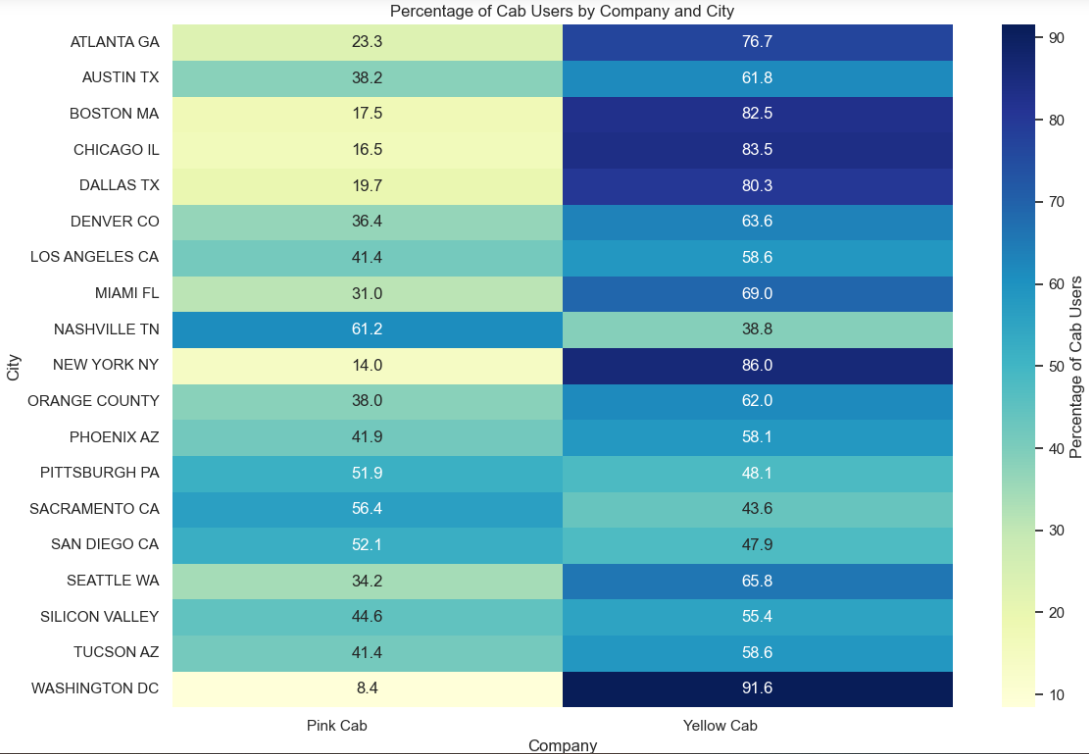 Percentage of Cab Users by Company and City
ATLANTA GA 23.3 76.7
90
AUSTIN TX 38.2 61.8
BOSTON MA 17.5 82.5
80
CHICAGO IL 16.5 83.5
DALLAS TX 19.7 80.3
70
DENVER CO 36.4 63.6
LOS ANGELES CA 41.4 58.6
60
MIAMI FL 31.0 69.0
NASHVILLE TN 61.2 38.8
City
Percentage of Cab Users
NEW YORK NY 14.0 86.0
50
ORANGE COUNTY 38.0 62.0
PHOENIX AZ 41.9 58.1
40
PITTSBURGH PA 51.9 48.1
SACRAMENTO CA 56.4 43.6
30
SAN DIEGO CA 52.1 47.9
SEATTLE WA 34.2 65.8
20
SILICON VALLEY 44.6 55.4
TUCSON AZ 41.4 58.6
WASHINGTON DC 8.4 91.6
10
Pink Cab Yellow Cab
Company